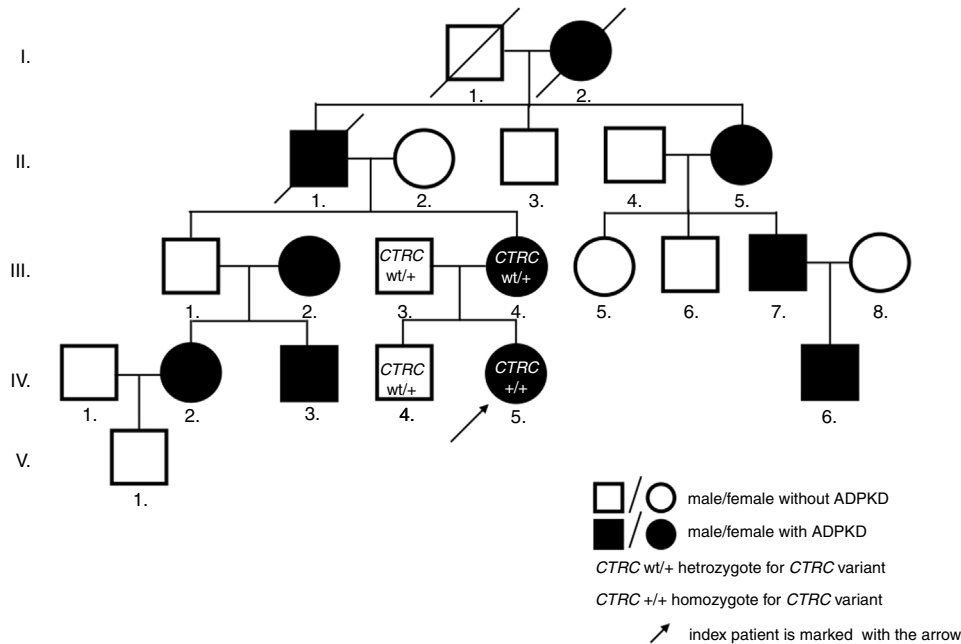 I.
1. 2.
II.
1. 2. 3. 4. 5.
III.
CTRC wt/+
CTRC wt/+
1. 2. 3. 4. 5. 6. 7. 8.
IV.
CTRC wt/+
CTRC +/+
1. 2. 3. 4. 5. 6.
V.
1.
male/female without ADPKD
male/female with ADPKD
CTRC wt/+ hetrozygote for CTRC variant
CTRC +/+ homozygote for CTRC variant
index patient is marked with the arrow